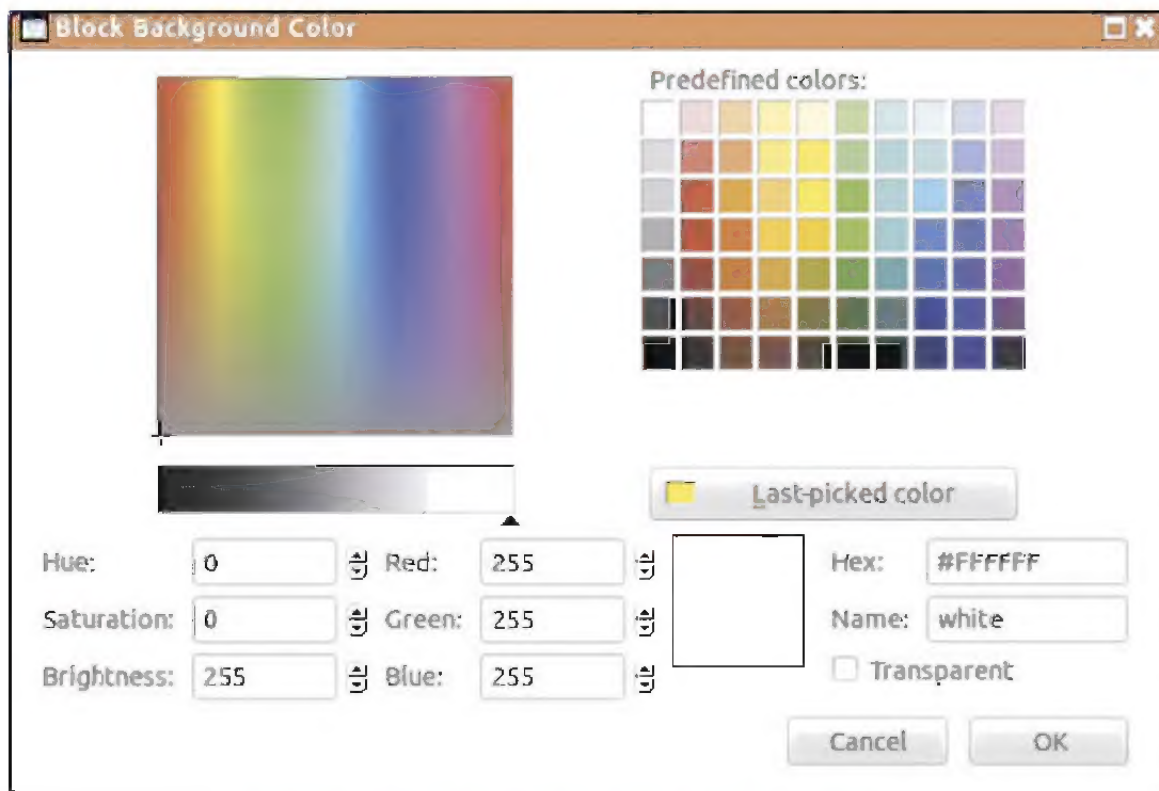 Block Background Color
Predefined colors:
Last-picked color
Hue: 0 Red: 255 Hex: #FFFFFF
Saturation: 0 Green: 255 Name: white
Brightness: 255 Blue: 255 Transparent
Cancel OK